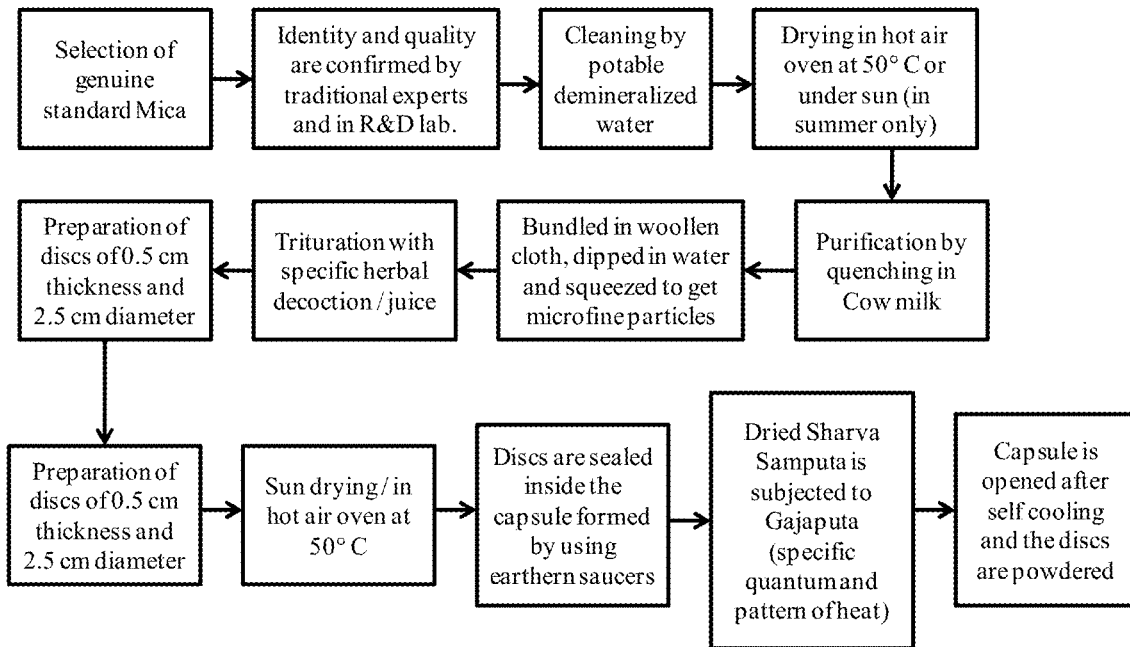 Selection of
genuine
standard Mica
Identity and quality
are confirmed by
traditional experts
and in R&D lab.
Cleaning by
potable
demineralized
water
Drying in hot air
oven at 50° C or
under sun (in
summer only)
Purification by
quenching in
Cow milk
Bundled in woollen
cloth, dipped in water
and squeezed to get
microfine particles
Trituration with
specific herbal
decoction / juice
Preparation of
discs of 0.5 cm
thickness and
2.5 cm diameter
Preparation of
discs of 0.5 cm
thickness and
2.5 cm diameter
Sun drying / in
hot air oven at
50° C
Discs are sealed
inside the
capsule formed
by using
earthern saucers
Dried Sharva
Samputa is
subjected to
Gajaputa
(specific
quantum and
pattern of heat)
Capsule is
opened after
self cooling
and the discs
are powdered